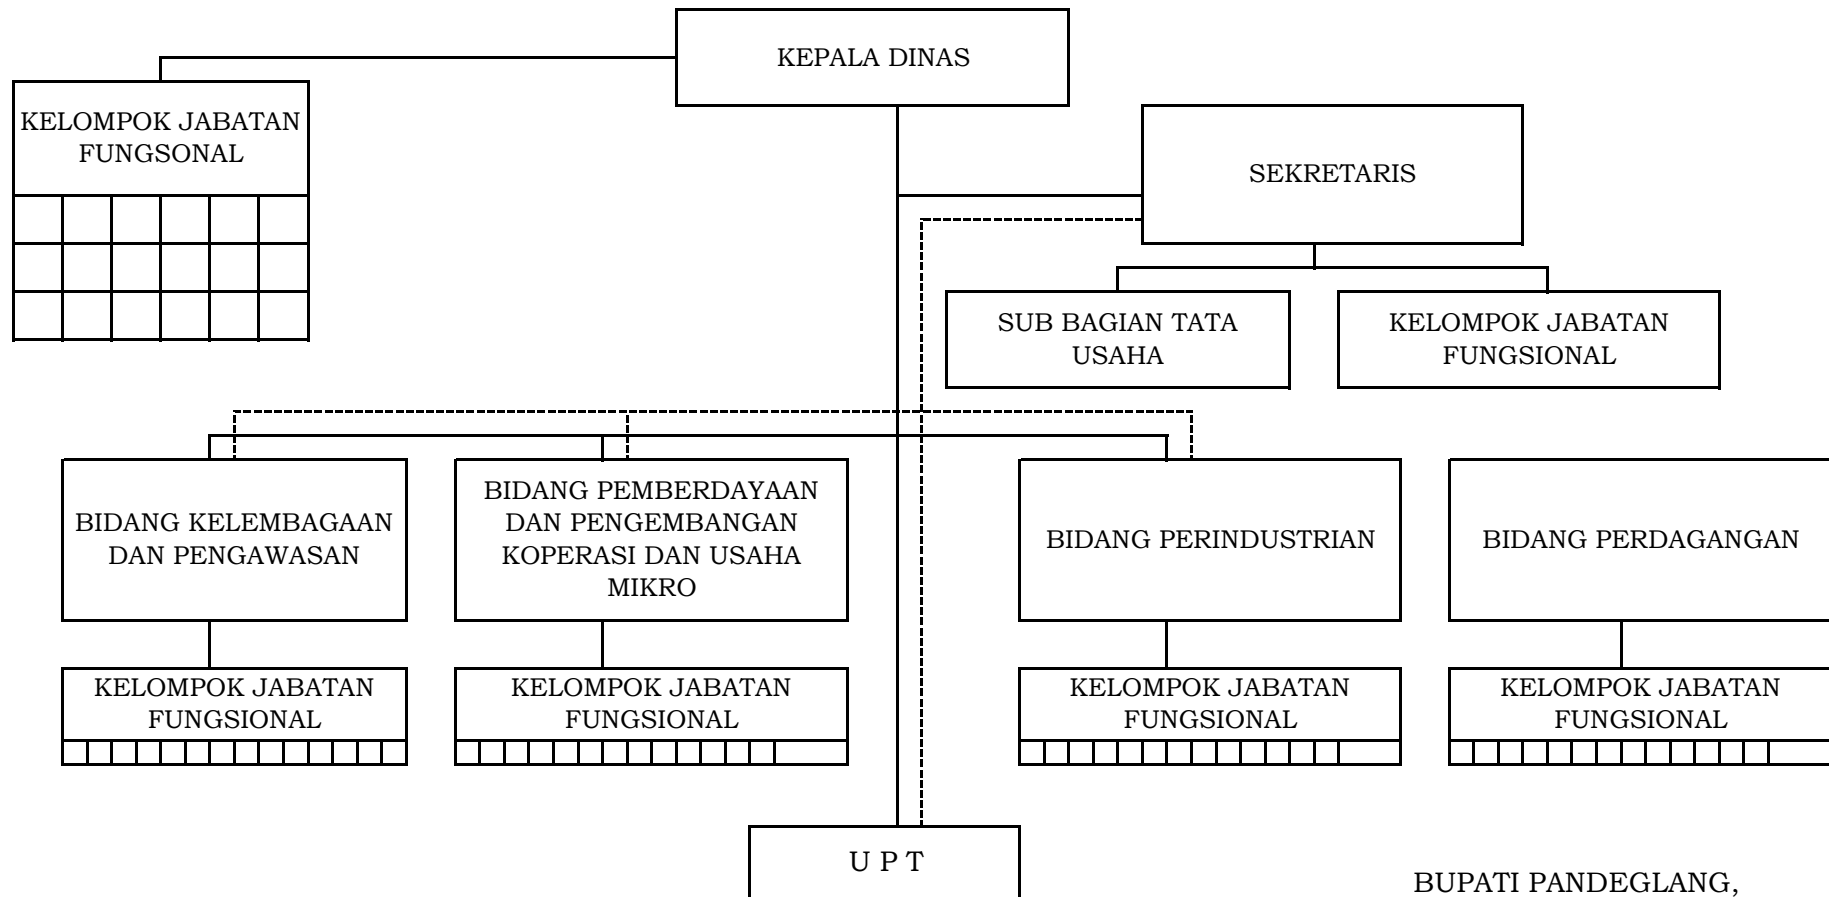 KEPALA DINAS
KELOMPOK JABATAN
FUNGSONAL
SEKRETARIS
SUB BAGIAN TATA
USAHA
KELOMPOK JABATAN
FUNGSIONAL
BIDANG KELEMBAGAAN
DAN PENGAWASAN
BIDANG PEMBERDAYAAN
DAN PENGEMBANGAN
KOPERASI DAN USAHA
MIKRO
BIDANG PERINDUSTRIAN
BIDANG PERDAGANGAN
KELOMPOK JABATAN
FUNGSIONAL
KELOMPOK JABATAN
FUNGSIONAL
KELOMPOK JABATAN
FUNGSIONAL
KELOMPOK JABATAN
FUNGSIONAL
U P T
BUPATI PANDEGLANG,